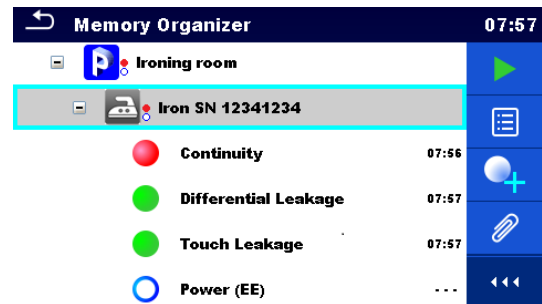 Memory Organizer 07:57
Ironing room
Iron SN 12341234
Continuity 07:56
Differential Leakage 07:57
Touch Leakage 07:57
Power (EE) ---